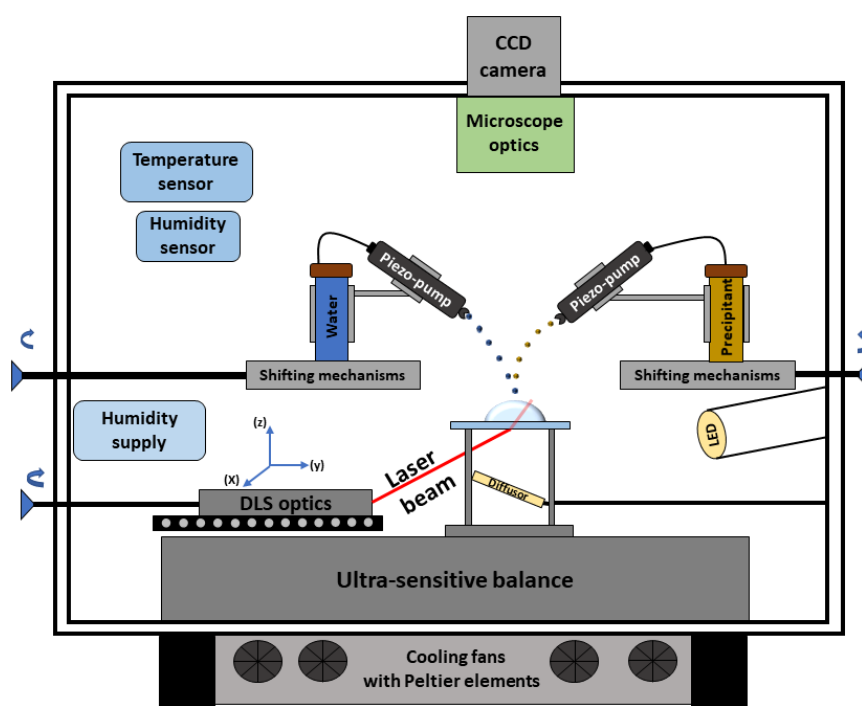 CCD
camera
Microscope
optics
Temperature
sensor
Humidity
sensor
Piezo-pump
Piezo-pump
Water
Precipitant
Shifting mechanisms
Shifting mechanisms
Humidity
supply
LED
(z)
(y)
(X)
Laser
beam
Diffusor
DLS optics
Ultra-sensitive balance
Cooling fans
with Peltier elements